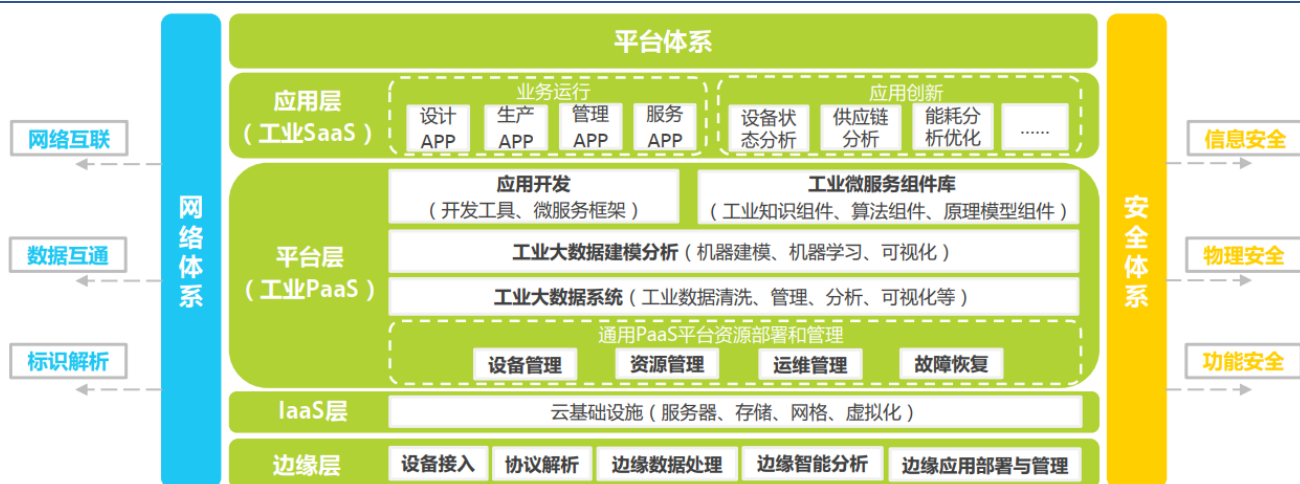 平台体系
网络体系
网络互联
数据互通
标识解析
应用层
（工业SaaS）
业务运行
设计
APP
生产
APP
管理
APP
服务
APP
应用创新
设备状
态分析
供应链
分析
能耗分
析优化
……
平台层
（工业PaaS）
应用开发
（开发工具、微服务框架）
工业微服务组件库
（工业知识组件、算法组件、原理模型组件）
工业大数据建模分析（机器建模、机器学习、可视化）
工业大数据系统（工业数据清洗、管理、分析、可视化等）
通用PaaS平台资源部署和管理
设备管理
资源管理
运维管理
故障恢复
IaaS层
云基础设施（服务器、存储、网格、虚拟化）
边缘层
设备接入
协议解析
边缘数据处理
边缘智能分析
边缘应用部署与管理
安全体系
信息安全
物理安全
功能安全